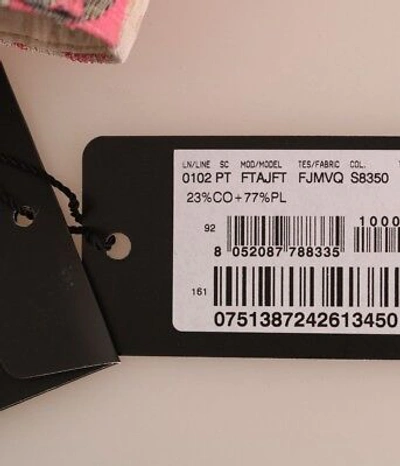 LN/LINE SC MOD/MODEL TES/FABRIC COL.
0102 PT FTAJFT FJMVQ S8350
23%CO+77%PL
92 1000
8 052087 788335
161
0751387242613450